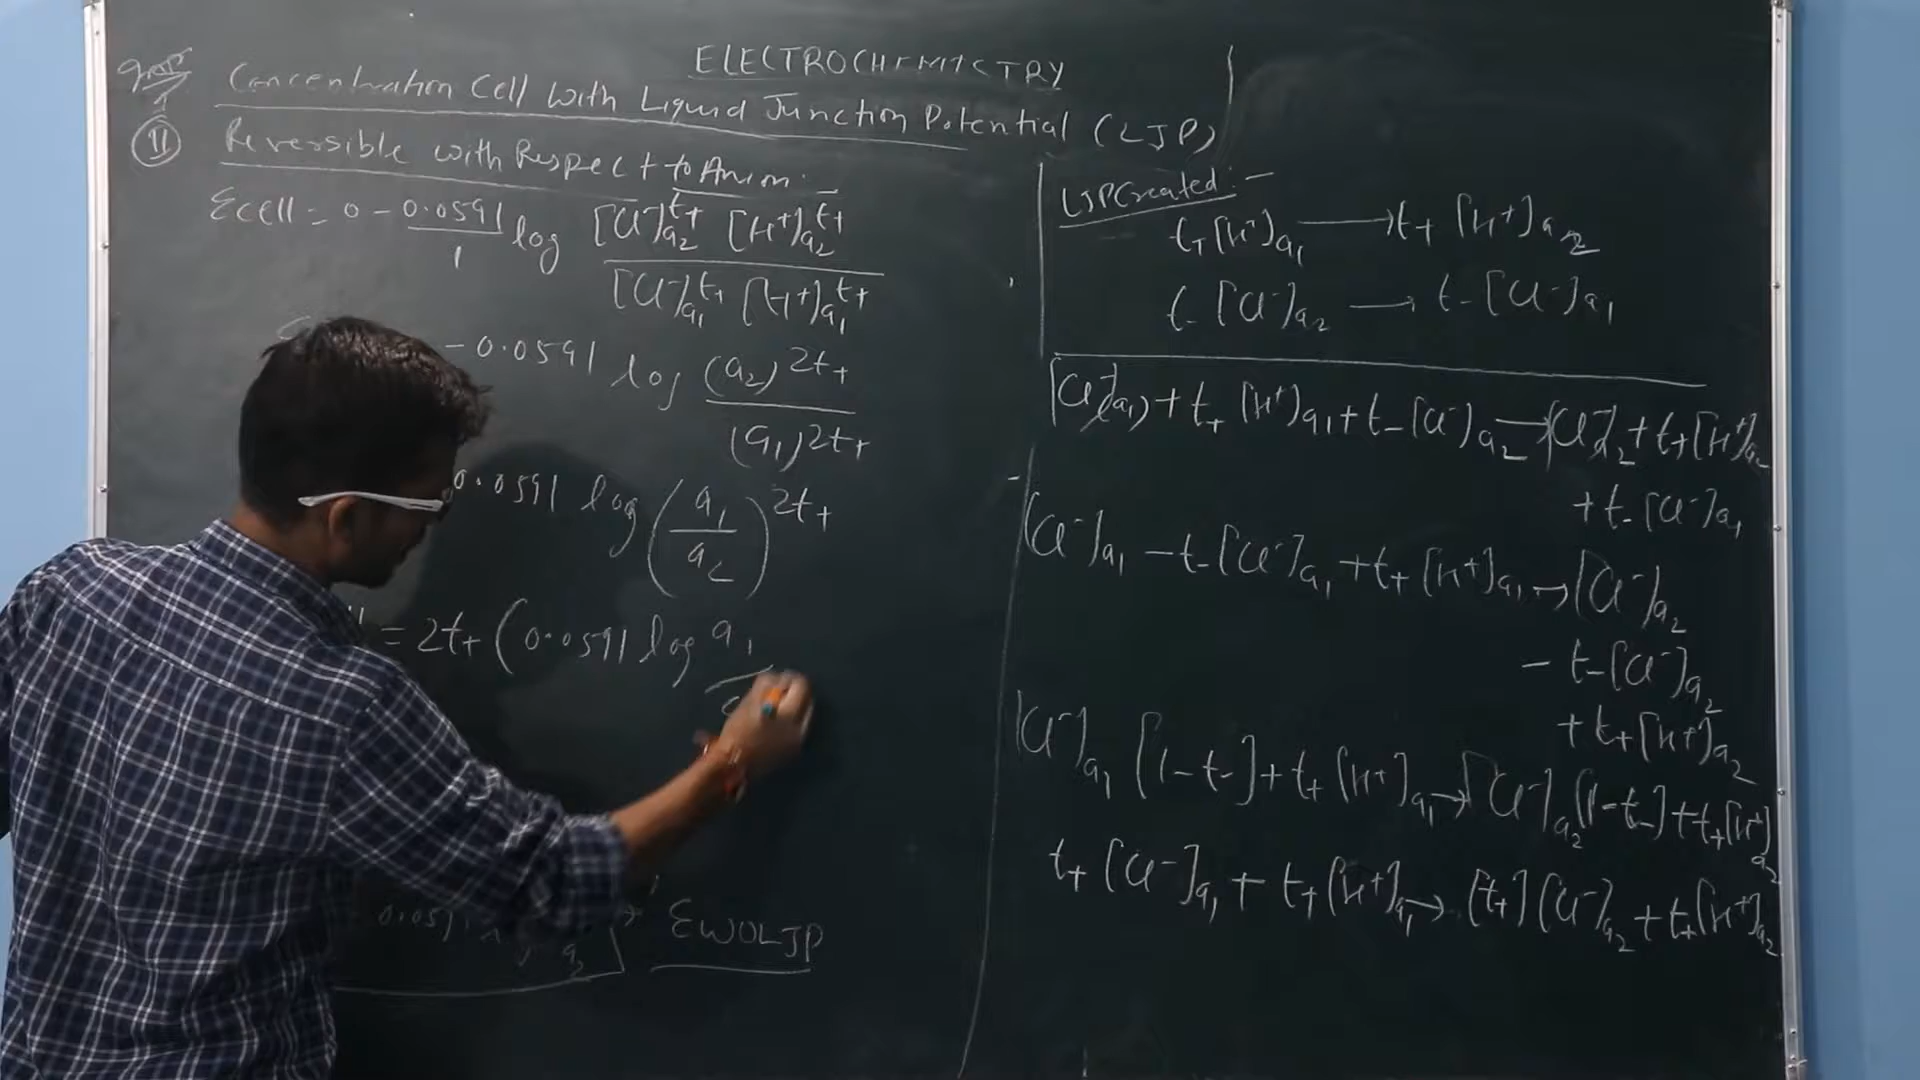 ELECTROCHEMISTRY
Concentration Cell With Liquid Junction Potential (LJP)
(11) Reversible with Respect to Anion. -
Ecell = 0 - 0.0591/1 log [Cl⁻]a₂^t₊ [H⁺]a₂^t₊ / [Cl⁻]a₁^t₊ [H⁺]a₁^t₊
- 0.0591 log (a₂)^2t₊ / (a₁)^2t₊
0.0591 log (a₁/a₂)^2t₊
= 2t₊ (0.0591 log a₁
0.0591 a₂ → EWOLJP
LJP Created :-
t₊[H⁺]a₁ → t₊ [H⁺]a₂
t₋ [Cl⁻]a₂ → t₋ [Cl⁻]a₁
[Cl⁻](a₁) + t₊ [H⁺]a₁ + t₋ [Cl⁻]a₂ → [Cl⁻]a₂ + t₊[H⁺]a₂
+ t₋ [Cl⁻]a₁
[Cl⁻]a₁ - t₋[Cl⁻]a₁ + t₊ [H⁺]a₁ → [Cl⁻]a₂
- t₋[Cl⁻]a₂
+ t₊[H⁺]a₂
[Cl⁻]a₁ [1-t₋] + t₊ [H⁺]a₁ → [Cl⁻]a₂ [1-t₋] + t₊[H⁺]a₂
t₊ [Cl⁻]a₁ + t₊ [H⁺]a₁ → [t₊] [Cl⁻]a₂ + t₊[H⁺]a₂